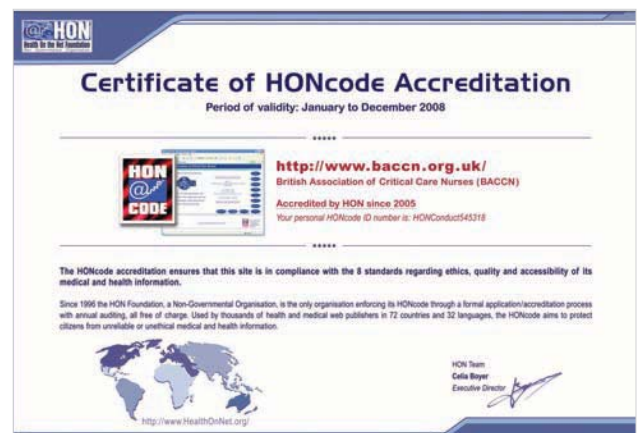 @HON
Health On the Net Foundation
Certificate of HONcode Accreditation
Period of validity: January to December 2008
HON
@
CODE
http://www.baccn.org.uk/
British Association of Critical Care Nurses (BACCN)
Accredited by HON since 2005
Your personal HONcode ID number is: HONConduct545318
The HONcode accreditation ensures that this site is in compliance with the 8 standards regarding ethics, quality and accessibility of its
medical and health information.
Since 1996 the HON Foundation, a Non-Governmental Organisation, is the only organisation enforcing its HONcode through a formal application/accreditation process
with annual auditing, all free of charge. Used by thousands of health and medical web publishers in 72 countries and 32 languages, the HONcode aims to protect
citizens from unreliable or unethical medical and health information.
HON Team
Celia Boyer
Executive Director
http://www.HealthOnNet.org/